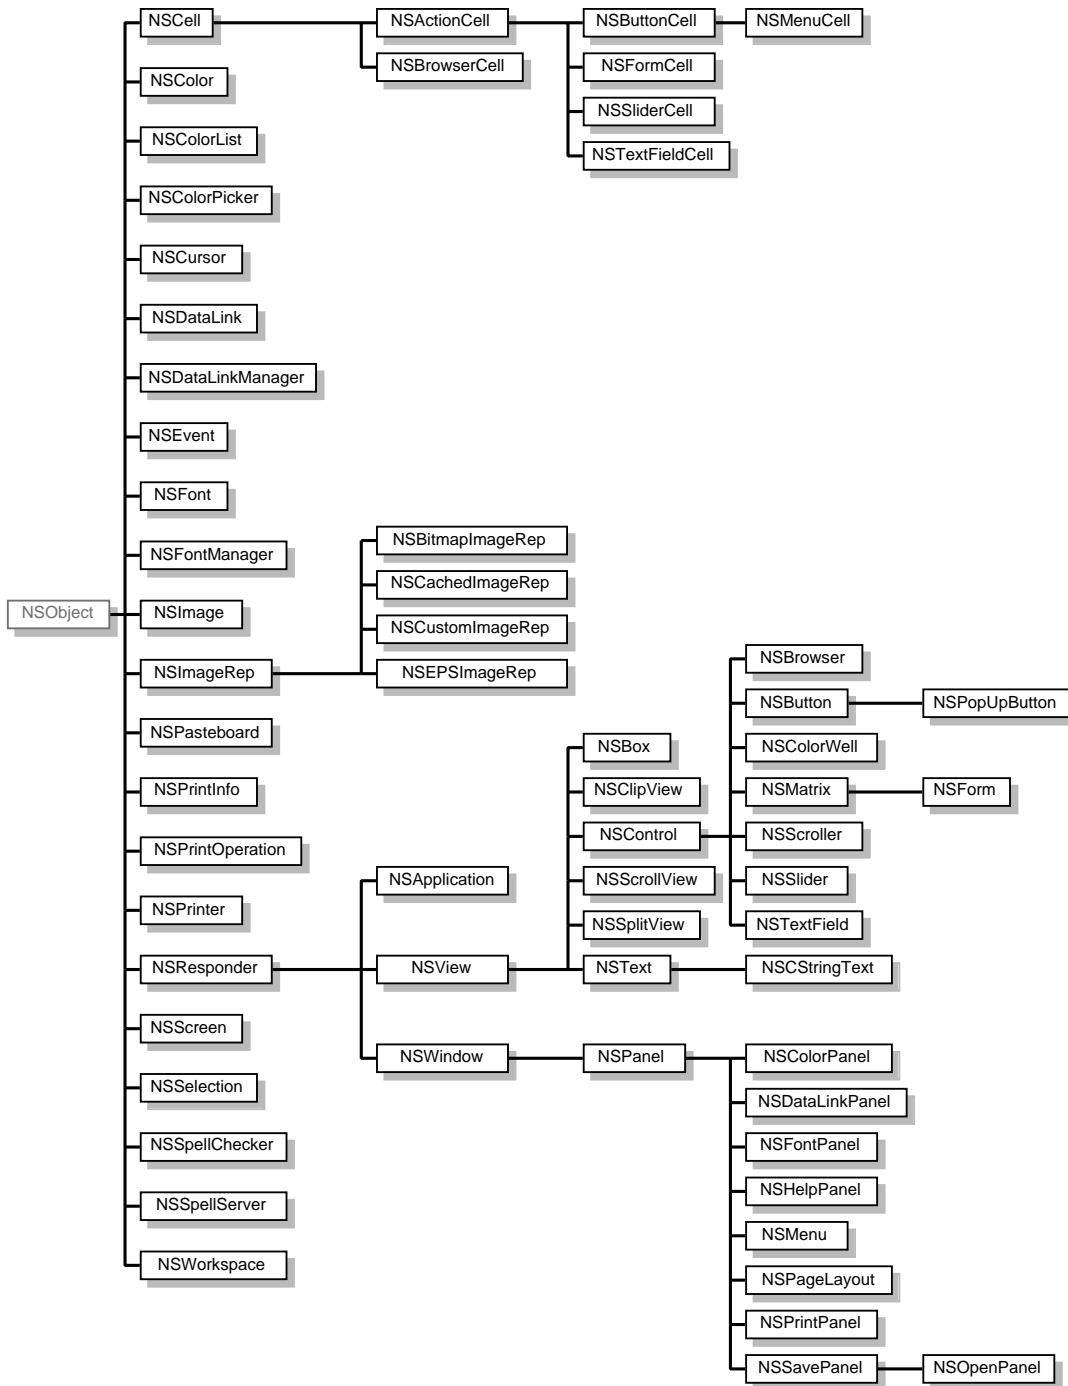 NSCell
NSActionCell
NSButtonCell
NSMenuCell
NSBrowserCell
NSFormCell
NSColor
NSSliderCell
NSColorList
NSTextFieldCell
NSColorPicker
NSCursor
NSDataLink
NSDataLinkManager
NSEvent
NSFont
NSFontManager
NSBitmapImageRep
NSCachedImageRep
NSObject
NSImage
NSCustomImageRep
NSImageRep
NSEPSImageRep
NSBrowser
NSButton
NSPopUpButton
NSPasteboard
NSBox
NSColorWell
NSPrintInfo
NSClipView
NSMatrix
NSForm
NSControl
NSScroller
NSPrintOperation
NSApplication
NSScrollView
NSSlider
NSPrinter
NSSplitView
NSTextField
NSResponder
NSView
NSText
NSCStringText
NSScreen
NSWindow
NSPanel
NSColorPanel
NSSelection
NSDataLinkPanel
NSSpellChecker
NSFontPanel
NSSpellServer
NSHelpPanel
NSMenu
NSWorkspace
NSPageLayout
NSPrintPanel
NSSavePanel
NSOpenPanel